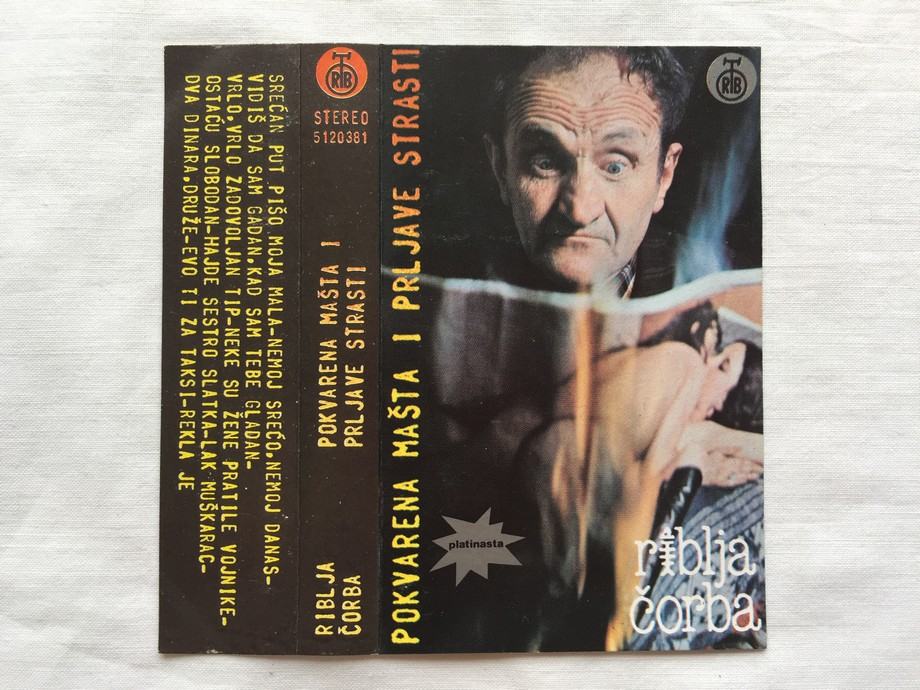 SREĆAN PUT PIŠO MOJA MALA-NEMOJ SREĆO,NEMOJ DANAS-
VIDIŠ DA SAM GADAN,KAD SAM TEBE GLADAN-
VRLO,VRLO ZADOVOLJAN TIP-NEKE SU ŽENE PRATILE VOJNIKE-
OSTAĆU SLOBODAN-HAJDE SESTRO SLATKA-LAK MUŠKARAC-
DVA DINARA,DRUŽE-EVO TI ZA TAKSI-REKLA JE
RTB
STEREO
5120381
POKVARENA MAŠTA I
PRLJAVE STRASTI
RIBLJA
ČORBA
POKVARENA MAŠTA I PRLJAVE STRASTI
RTB
platinasta
riblja
čorba